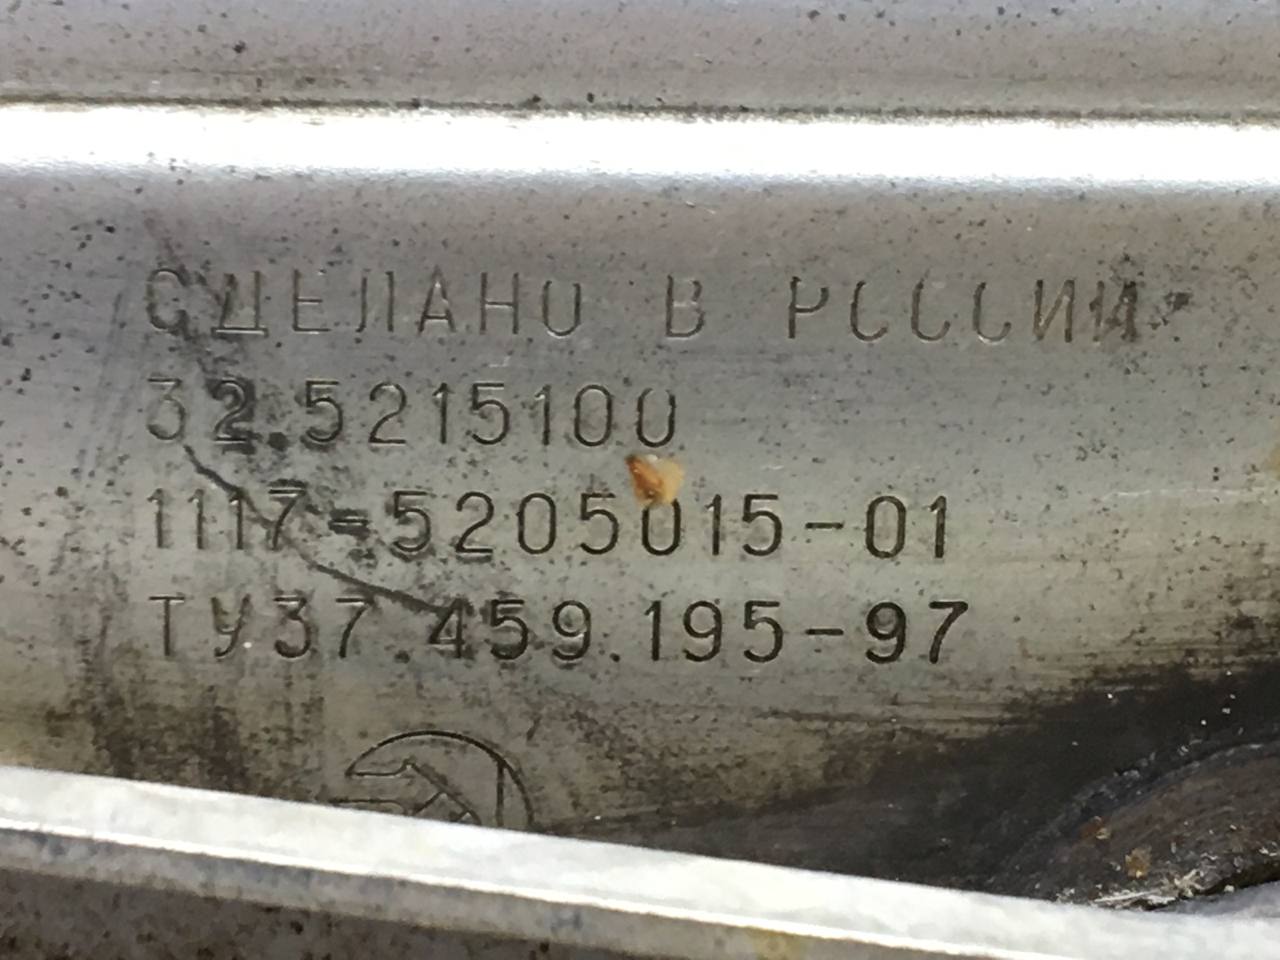 СДЕЛАНО В РОССИИ
32.5215100
1117-5205015-01
ТУ37.459.195-97